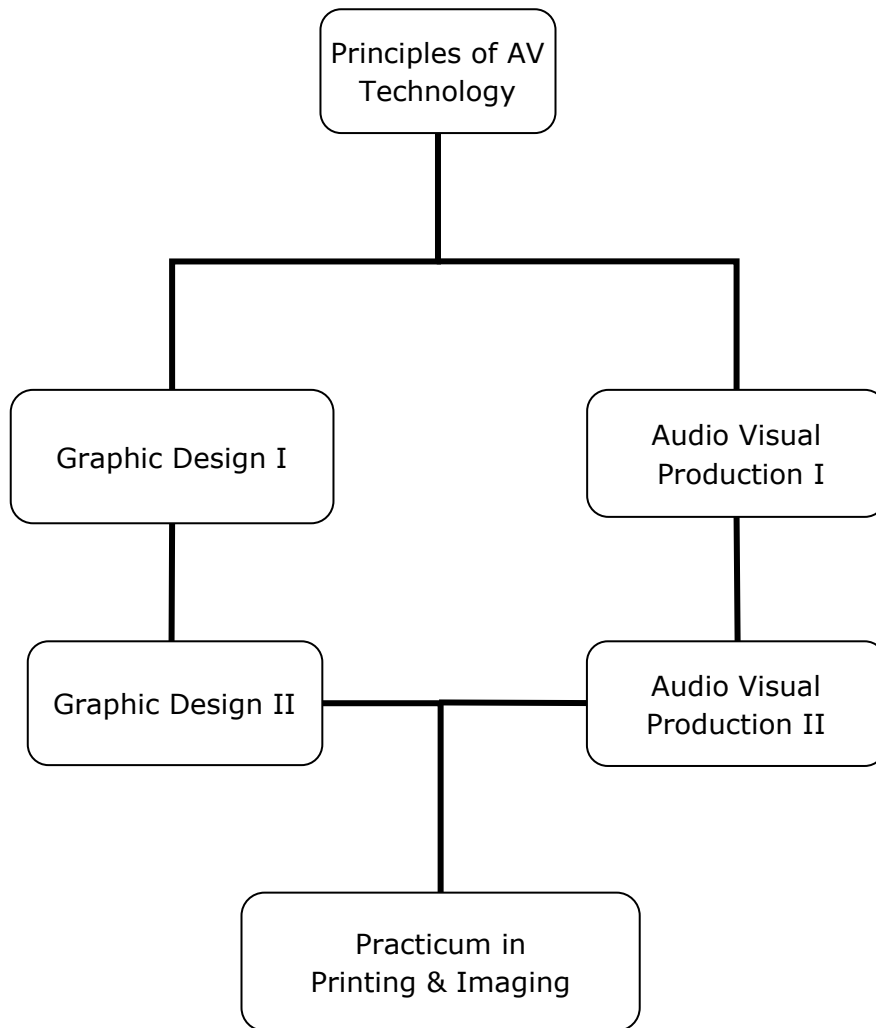 Principles of AV
Technology
Graphic Design I
Audio Visual
Production I
Graphic Design II
Audio Visual
Production II
Practicum in
Printing & Imaging